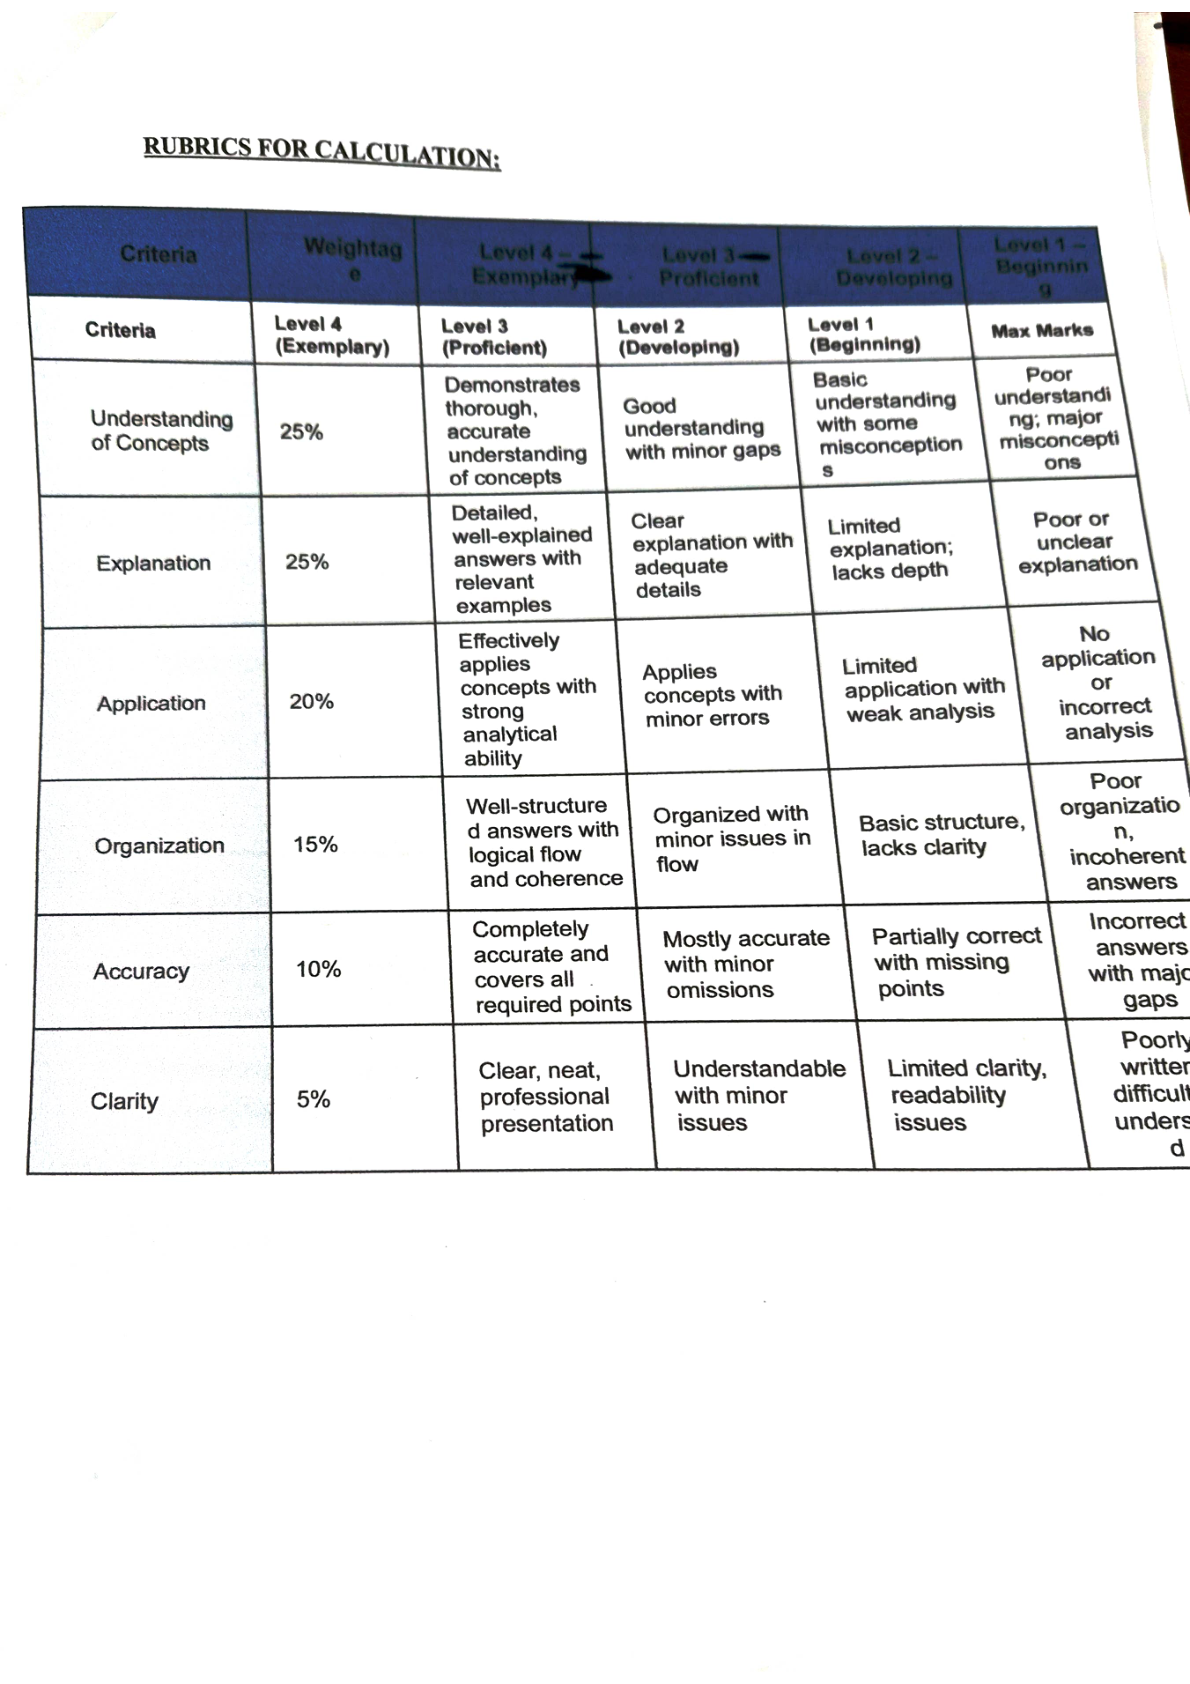 RUBRICS FOR CALCULATION:
Criteria
Weightag
e
Level 4 –
Exemplary
Level 3
Proficient
Level 2 –
Developing
Level 1 –
Beginnin
g
Criteria
Level 4
(Exemplary)
Level 3
(Proficient)
Level 2
(Developing)
Level 1
(Beginning)
Max Marks
Understanding
of Concepts
25%
Demonstrates
thorough,
accurate
understanding
of concepts
Good
understanding
with minor gaps
Basic
understanding
with some
misconception
s
Poor
understandi
ng; major
misconcepti
ons
Explanation
25%
Detailed,
well-explained
answers with
relevant
examples
Clear
explanation with
adequate
details
Limited
explanation;
lacks depth
Poor or
unclear
explanation
Application
20%
Effectively
applies
concepts with
strong
analytical
ability
Applies
concepts with
minor errors
Limited
application with
weak analysis
No
application
or
incorrect
analysis
Organization
15%
Well-structure
d answers with
logical flow
and coherence
Organized with
minor issues in
flow
Basic structure,
lacks clarity
Poor
organizatio
n,
incoherent
answers
Accuracy
10%
Completely
accurate and
covers all
required points
Mostly accurate
with minor
omissions
Partially correct
with missing
points
Incorrect
answers
with majo
gaps
Clarity
5%
Clear, neat,
professional
presentation
Understandable
with minor
issues
Limited clarity,
readability
issues
Poorly
written
difficult
unders
d